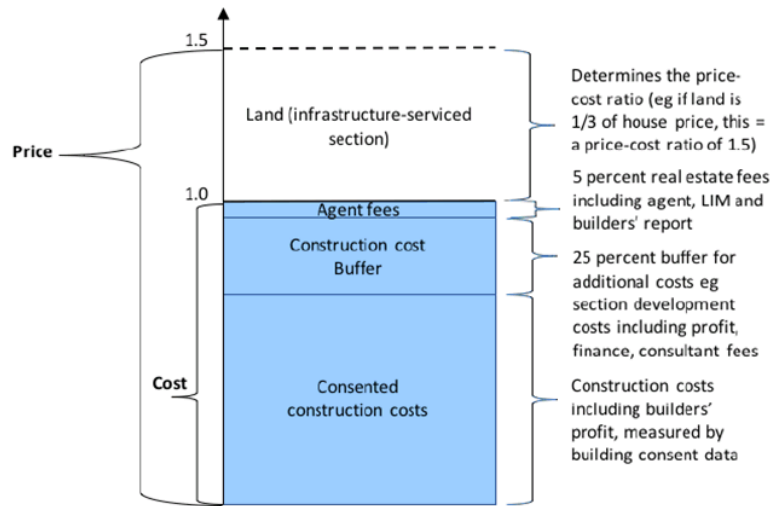 1.5
Land (infrastructure-serviced
section)
Determines the price-
cost ratio (eg if land is
1/3 of house price, this =
a price-cost ratio of 1.5)
Price
1.0
Agent fees
5 percent real estate fees
including agent, LIM and
builders' report
Construction cost
Buffer
25 percent buffer for
additional costs eg
section development
costs including profit,
finance, consultant fees
Cost
Consented
construction costs
Construction costs
including builders'
profit, measured by
building consent data